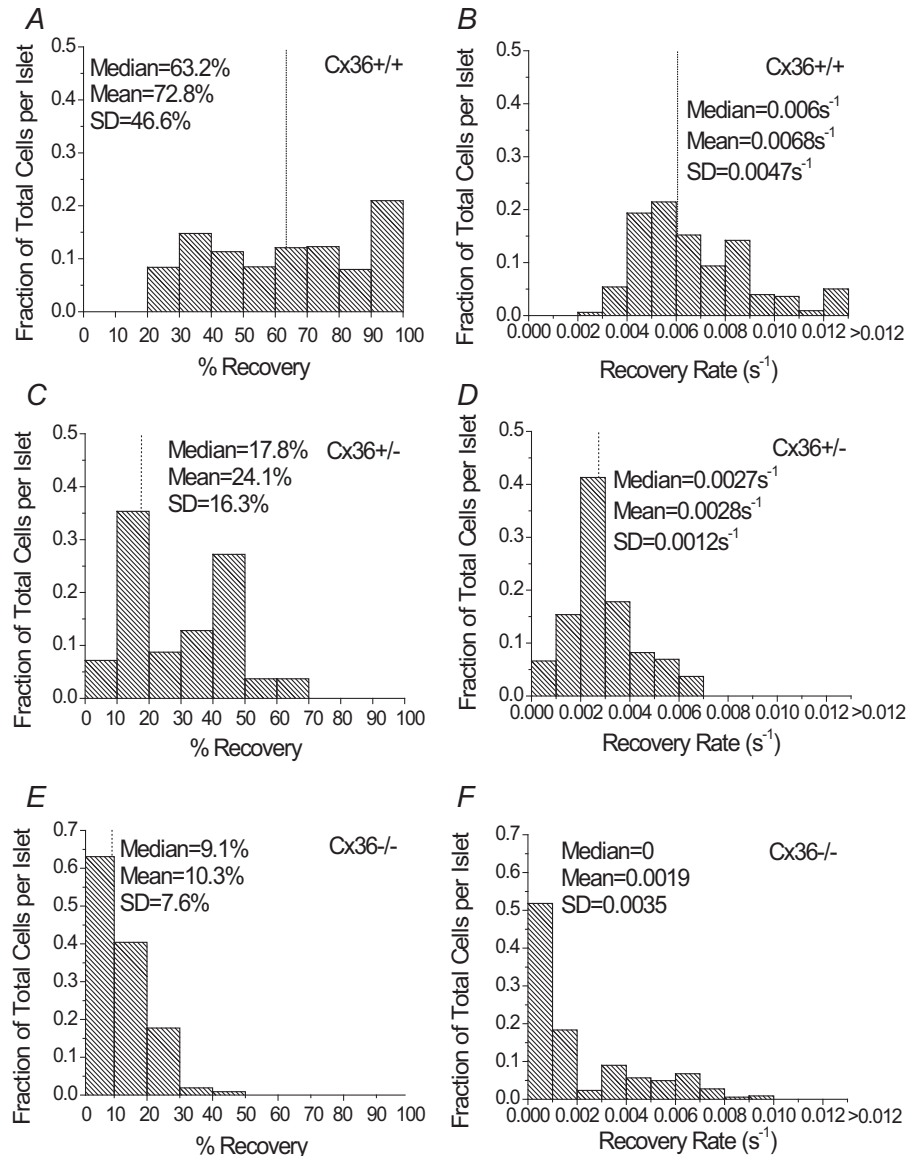 A
Fraction of Total Cells per Islet
0.5
0.4
0.3
0.2
0.1
0.0
Median=63.2%
Mean=72.8%
SD=46.6%
Cx36+/+
0 20 30 40 50 60 70 80 90 100
% Recovery
B
Fraction of Total Cells per Islet
0.5
0.4
0.3
0.2
0.1
0.0
Cx36+/+
Median=0.006s⁻¹
Mean=0.0068s⁻¹
SD=0.0047s⁻¹
0.000 0.002 0.004 0.006 0.008 0.010 0.012 >0.012
Recovery Rate (s⁻¹)
C
Fraction of Total Cells per Islet
0.5
0.4
0.3
0.2
0.1
0.0
Median=17.8%
Mean=24.1%
SD=16.3%
Cx36+/-
0 10 20 30 40 50 60 70 80 90 100
% Recovery
D
Fraction of Total Cells per Islet
0.5
0.4
0.3
0.2
0.1
0.0
Cx36+/-
Median=0.0027s⁻¹
Mean=0.0028s⁻¹
SD=0.0012s⁻¹
0.000 0.002 0.004 0.006 0.008 0.010 0.012 >0.012
Recovery Rate (s⁻¹)
E
Fraction of Total Cells per Islet
0.7
0.6
0.5
0.4
0.3
0.2
0.1
0.0
Median=9.1%
Mean=10.3%
SD=7.6%
Cx36-/-
0 10 20 30 40 50 60 70 80 90 100
% Recovery
F
Fraction of Total Cells per Islet
0.7
0.6
0.5
0.4
0.3
0.2
0.1
0.0
Median=0
Mean=0.0019
SD=0.0035
Cx36-/-
0.000 0.002 0.004 0.006 0.008 0.010 0.012 >0.012
Recovery Rate (s⁻¹)